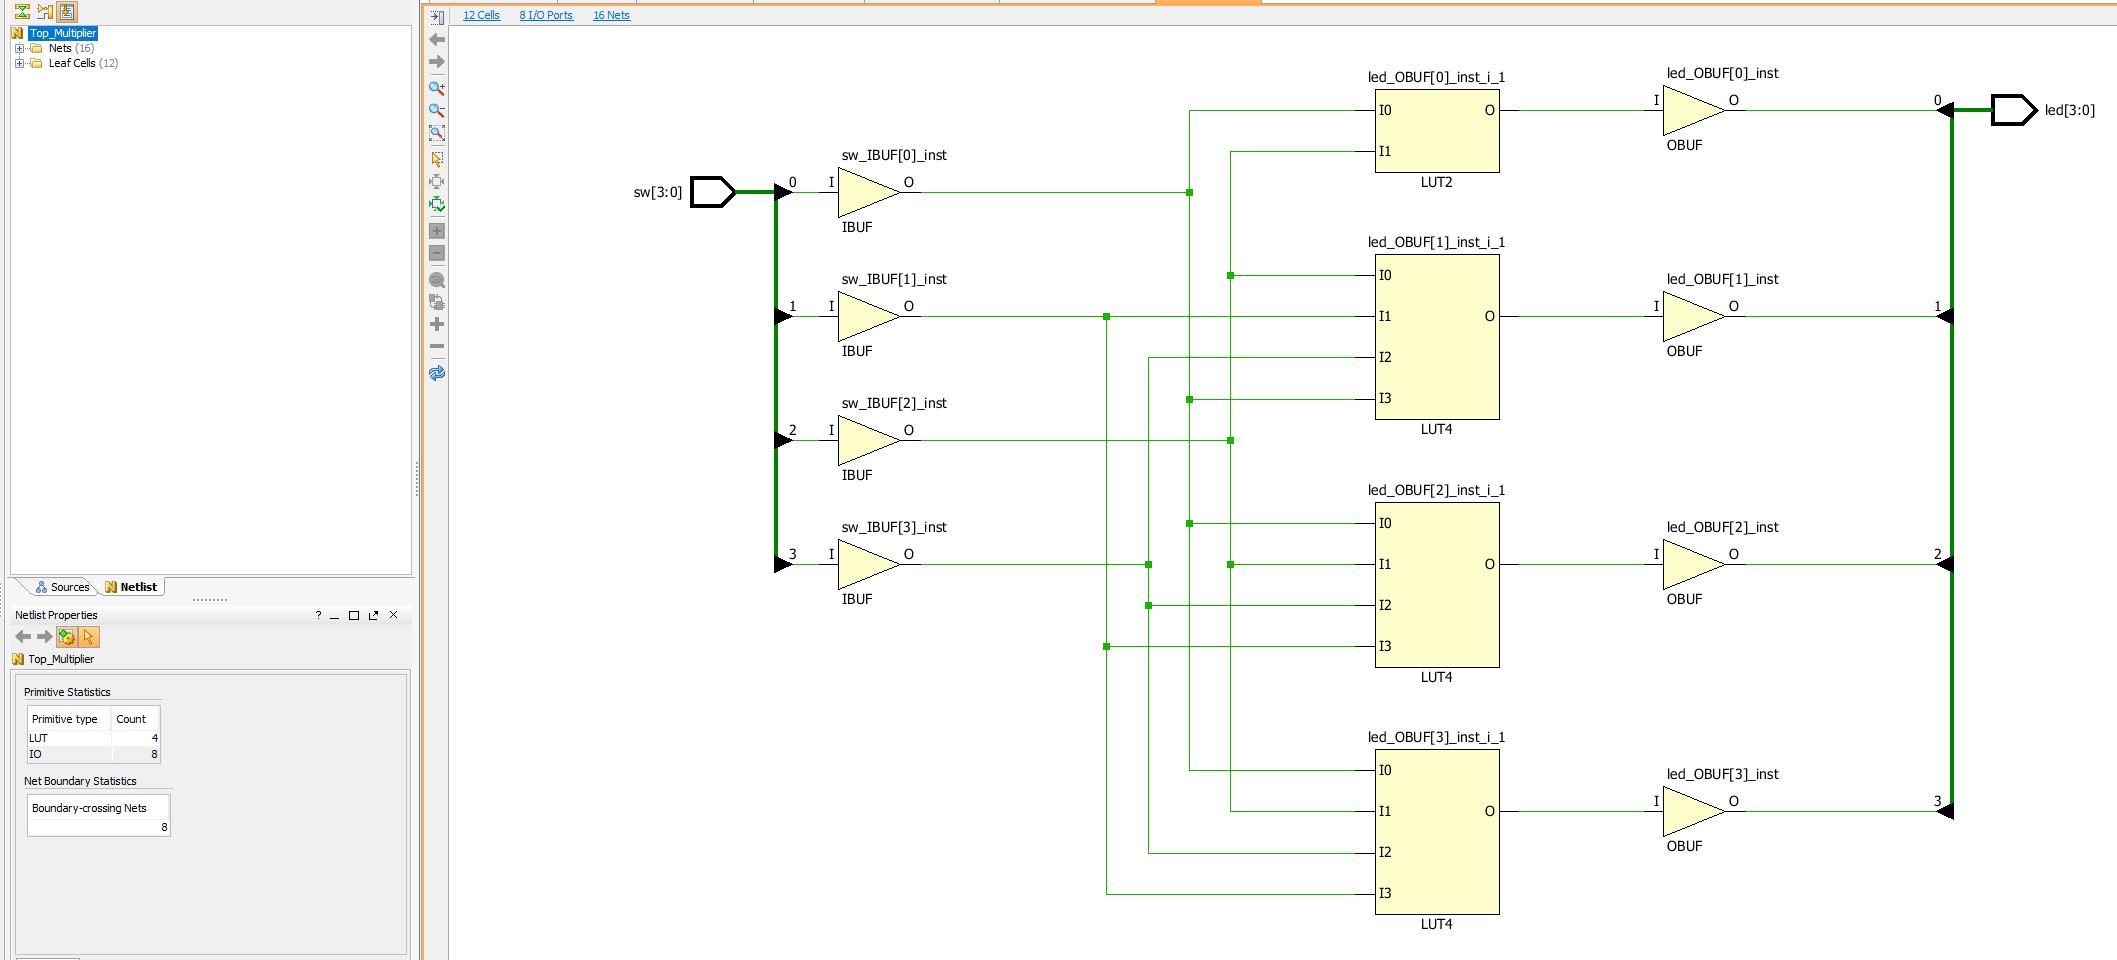 Top_Multiplier
Nets (16)
Leaf Cells (12)
Sources
Netlist
Netlist Properties
?
Top_Multiplier
Primitive Statistics
Primitive type Count
LUT 4
IO 8
Net Boundary Statistics
Boundary-crossing Nets
8
12 Cells 8 I/O Ports 16 Nets
sw[3:0]
0
sw_IBUF[0]_inst
I O
IBUF
1
sw_IBUF[1]_inst
I O
IBUF
2
sw_IBUF[2]_inst
I O
IBUF
3
sw_IBUF[3]_inst
I O
IBUF
led_OBUF[0]_inst_i_1
I0 O
I1
LUT2
led_OBUF[1]_inst_i_1
I0
I1 O
I2
I3
LUT4
led_OBUF[2]_inst_i_1
I0
I1 O
I2
I3
LUT4
led_OBUF[3]_inst_i_1
I0
I1 O
I2
I3
LUT4
led_OBUF[0]_inst
I O
OBUF
0
led_OBUF[1]_inst
I O
OBUF
1
led_OBUF[2]_inst
I O
OBUF
2
led_OBUF[3]_inst
I O
OBUF
3
led[3:0]